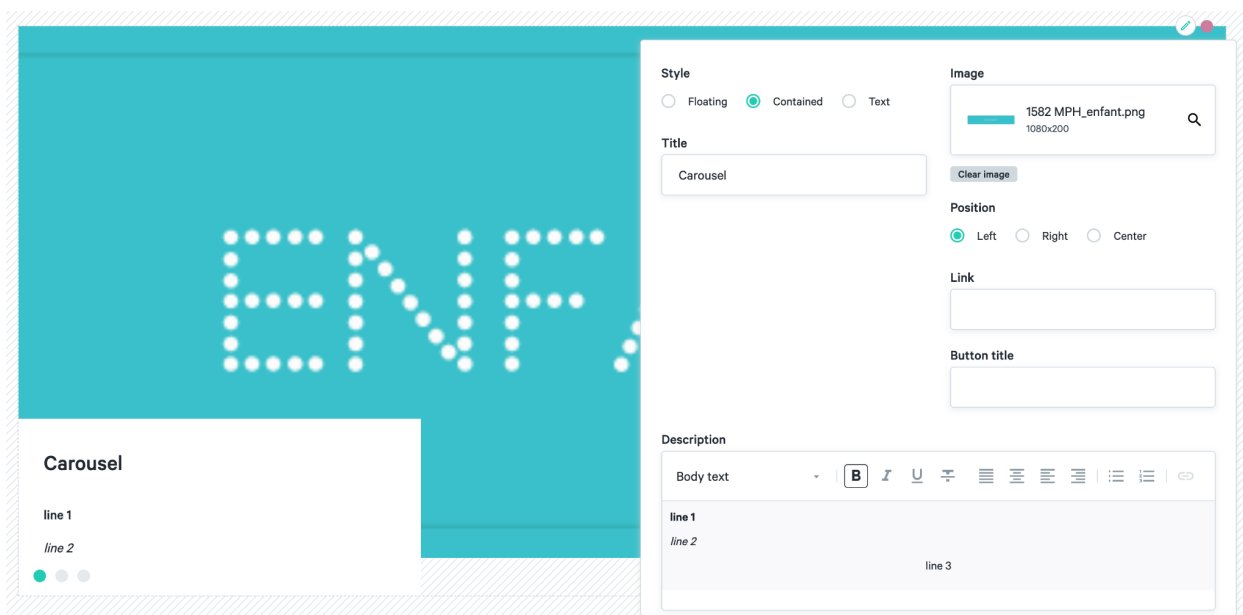 ENFA
Carousel
line 1
line 2
Style
Floating
Contained
Text
Title
Carousel
Image
1582 MPH_enfant.png
1080x200
Clear image
Position
Left
Right
Center
Link
Button title
Description
Body text
B I U T
line 1
line 2
line 3